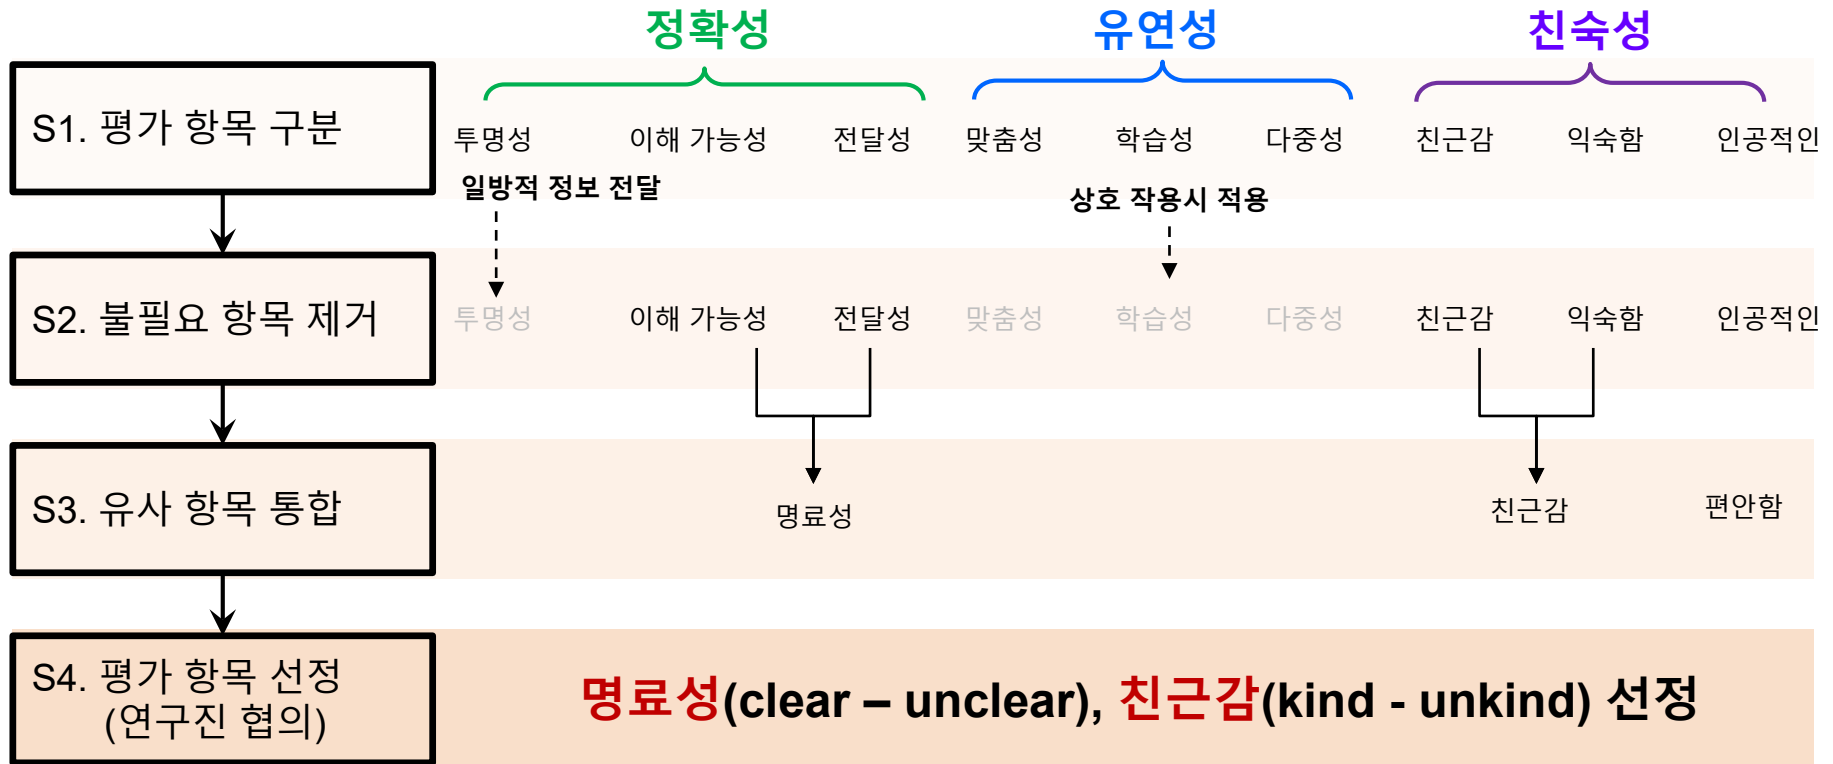 정확성 유연성 친숙성
S1. 평가 항목 구분
투명성 이해 가능성 전달성 맞춤성 학습성 다중성 친근감 익숙함 인공적인
일방적 정보 전달
상호 작용시 적용
S2. 불필요 항목 제거
투명성 이해 가능성 전달성 맞춤성 학습성 다중성 친근감 익숙함 인공적인
S3. 유사 항목 통합
명료성 친근감 편안함
S4. 평가 항목 선정
(연구진 협의)
명료성(clear – unclear), 친근감(kind - unkind) 선정